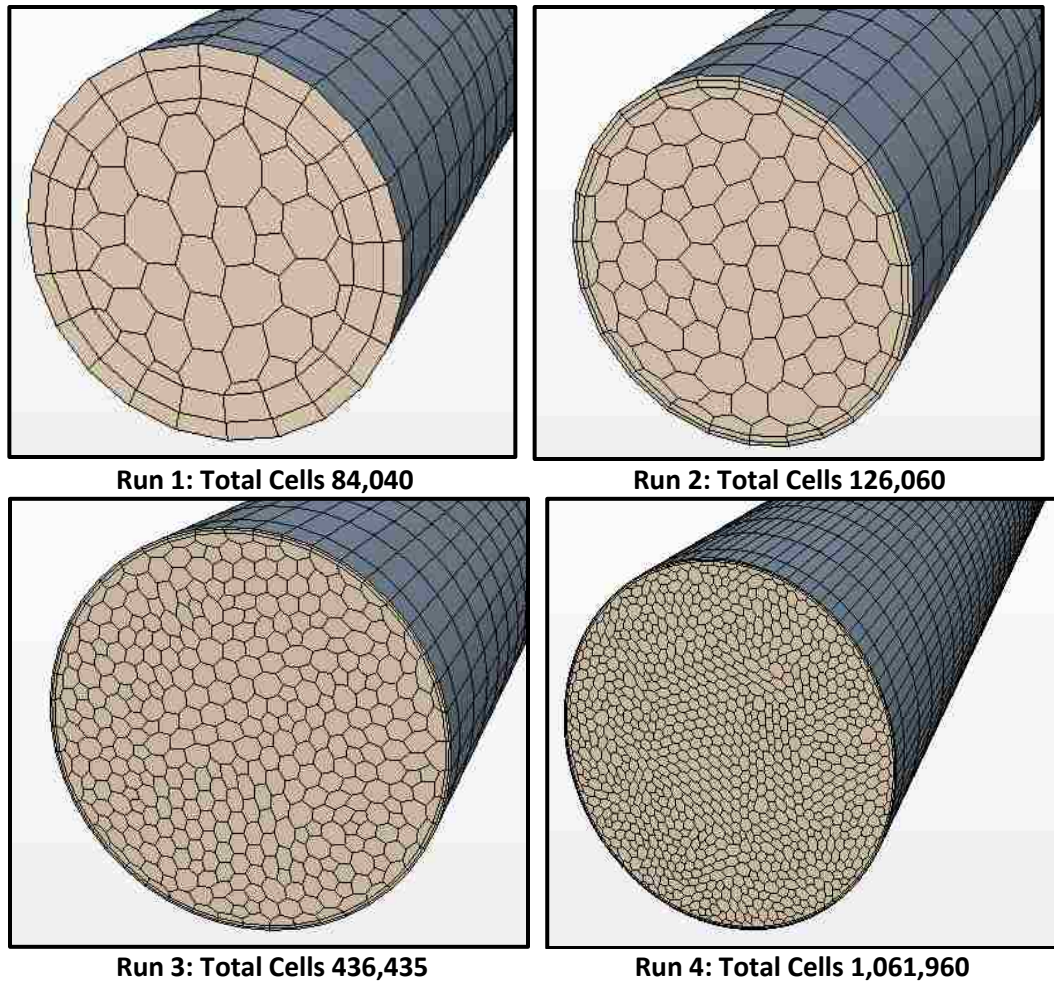 Run 1: Total Cells 84,040
Run 2: Total Cells 126,060
Run 3: Total Cells 436,435
Run 4: Total Cells 1,061,960